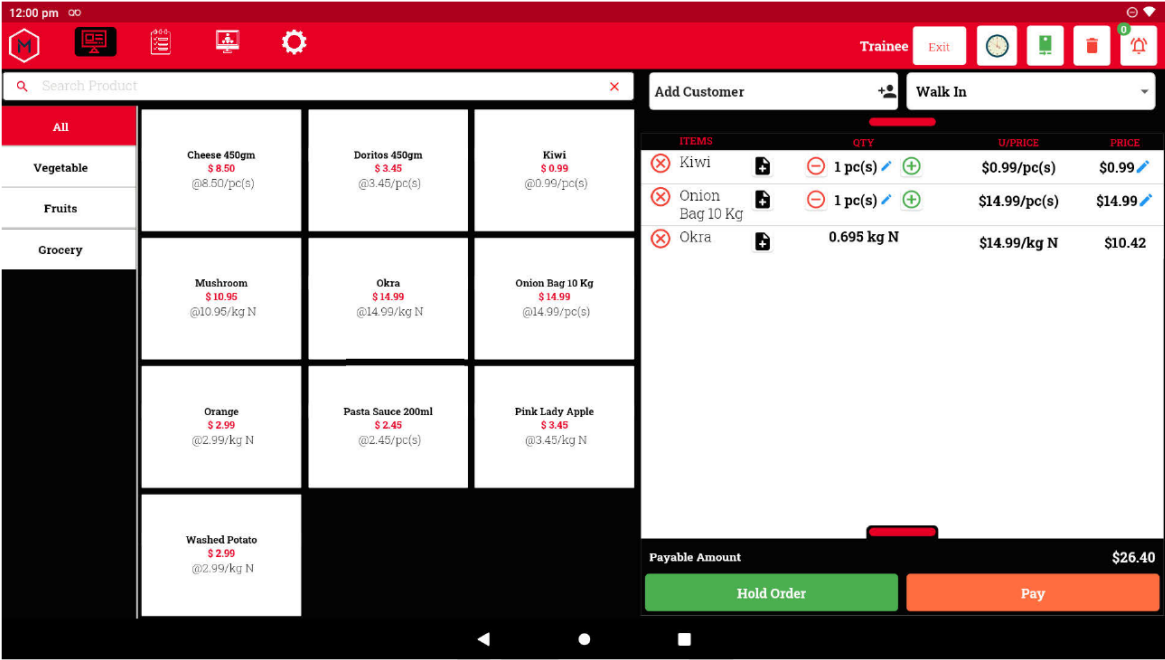 12:00 pm
M
Trainee
Exit
0
Search Product
Add Customer
Walk In
All
Vegetable
Fruits
Grocery
Cheese 450gm
$ 8.50
@8.50/pc(s)
Doritos 450gm
$ 3.45
@3.45/pc(s)
Kiwi
$ 0.99
@0.99/pc(s)
Mushroom
$ 10.95
@10.95/kg N
Okra
$ 14.99
@14.99/kg N
Onion Bag 10 Kg
$ 14.99
@14.99/pc(s)
Orange
$ 2.99
@2.99/kg N
Pasta Sauce 200ml
$ 2.45
@2.45/pc(s)
Pink Lady Apple
$ 3.45
@3.45/kg N
Washed Potato
$ 2.99
@2.99/kg N
ITEMS QTY U/PRICE PRICE
Kiwi 1 pc(s) $0.99/pc(s) $0.99
Onion
Bag 10 Kg 1 pc(s) $14.99/pc(s) $14.99
Okra 0.695 kg N $14.99/kg N $10.42
Payable Amount $26.40
Hold Order
Pay